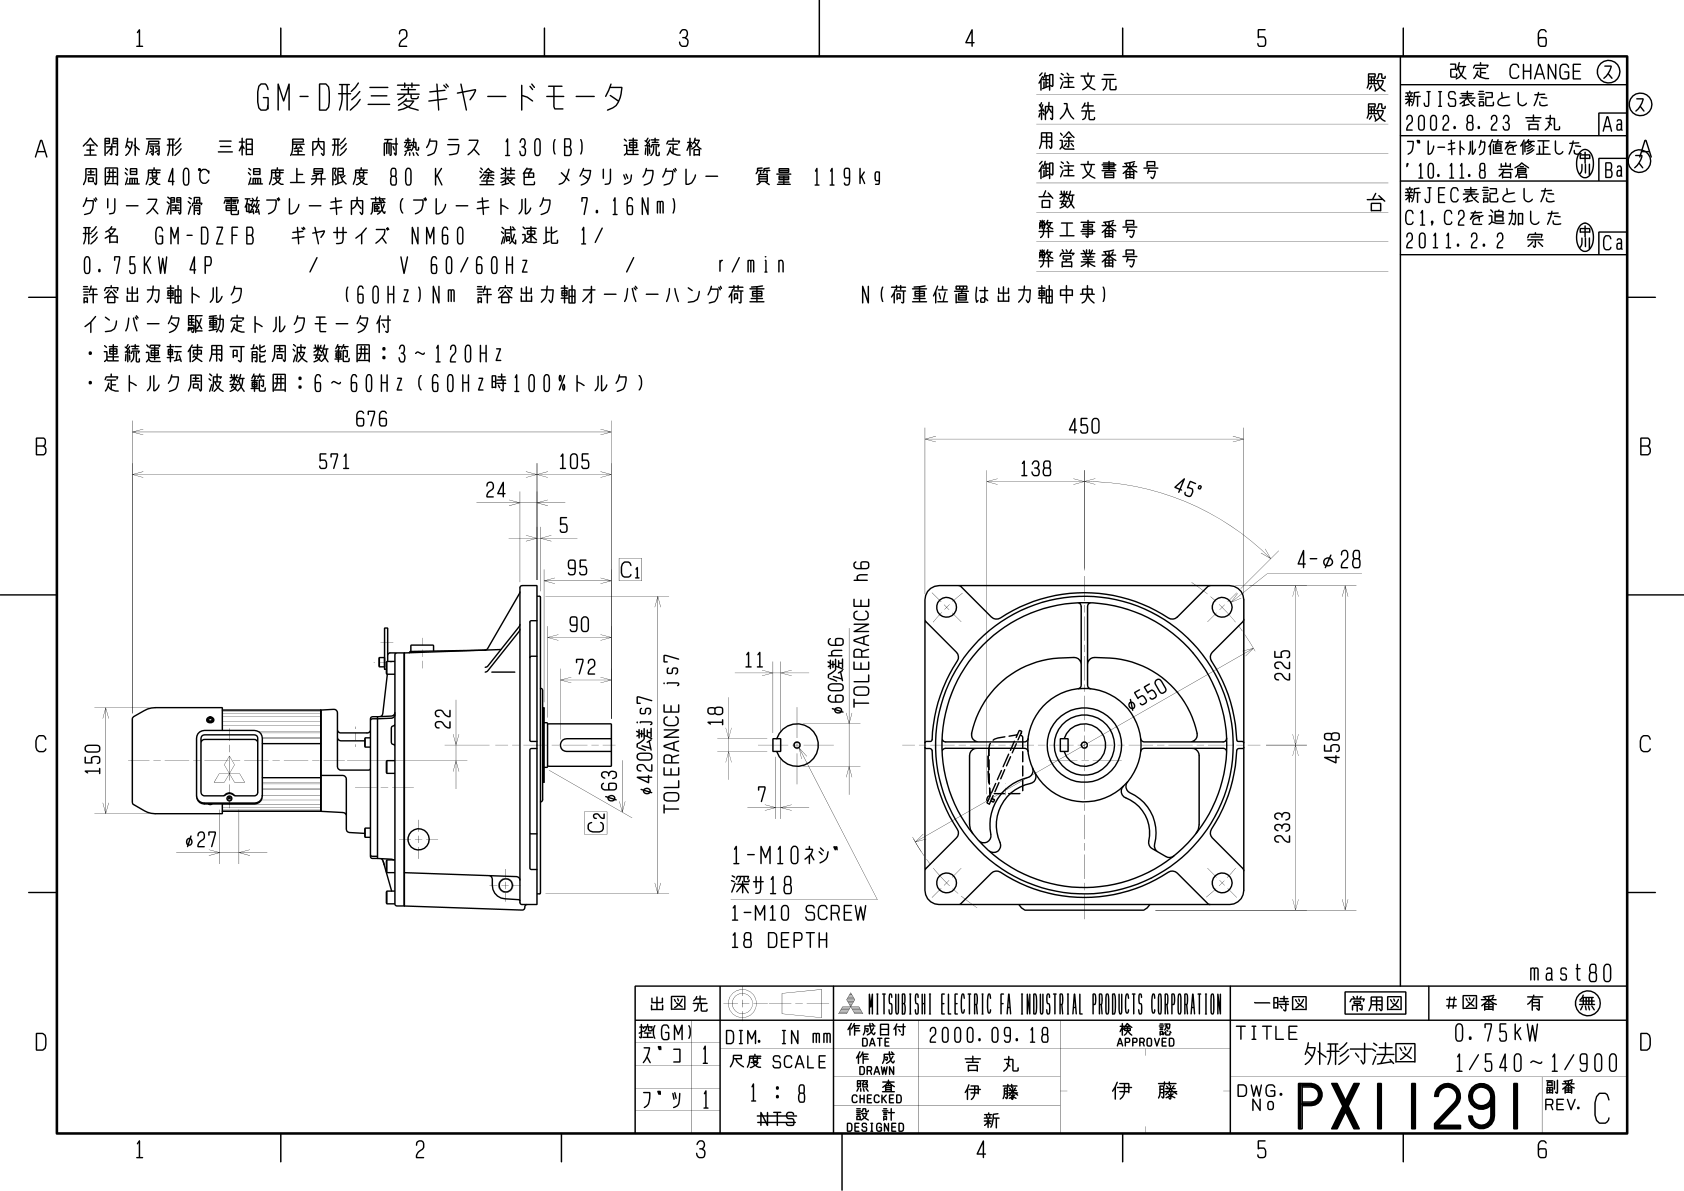 1 2 3 4 5 6
GM-D形三菱ギヤードモータ
全閉外扇形 三相 屋内形 耐熱クラス 130(B) 連続定格
周囲温度40℃ 温度上昇限度 80 K 塗装色 メタリックグレー 質量 119kg
グリース潤滑 電磁ブレーキ内蔵(ブレーキトルク 7.16Nm)
形名 GM-DZFB ギヤサイズ NM60 減速比 1/
0.75KW 4P / V 60/60Hz / r/min
許容出力軸トルク (60Hz)Nm 許容出力軸オーバーハング荷重 N(荷重位置は出力軸中央)
インバータ駆動定トルクモータ付
・連続運転使用可能周波数範囲:3~120Hz
・定トルク周波数範囲:6~60Hz(60Hz時100%トルク)
御注文元 殿
納入先 殿
用途
御注文書番号
台数 台
弊工事番号
弊営業番号
改定 CHANGE ス
新JIS表記とした ス
2002.8.23 吉丸 Aa
ブレーキトルク値を修正した
'10.11.8 岩倉 中川 Ba ス
新JEC表記とした
C1,C2を追加した
2011.2.2 宗 中川 Ca
A A
B B
C C
D D
676
571 105
24
5
95 C1
90
72
22
150
φ27
φ63
C2
φ420公差js7
TOLERANCE js7
11
18
7
φ60公差h6
TOLERANCE h6
1-M10ネジ
深サ18
1-M10 SCREW
18 DEPTH
450
138
45°
4-φ28
φ550
225
458
233
mast80
出図先
控(GM)
ズコ 1
ブツ 1
DIM. IN mm
尺度 SCALE
1 : 8
NTS
MITSUBISHI ELECTRIC FA INDUSTRIAL PRODUCTS CORPORATION
作成日付 DATE 2000.09.18
作成 DRAWN 吉丸
照査 CHECKED 伊藤
設計 DESIGNED 新
検認 APPROVED
伊藤
一時図 常用図 #図番 有 無
TITLE 0.75kW
外形寸法図 1/540~1/900
DWG. No PX11291 副番 REV. C
1 2 3 4 5 6